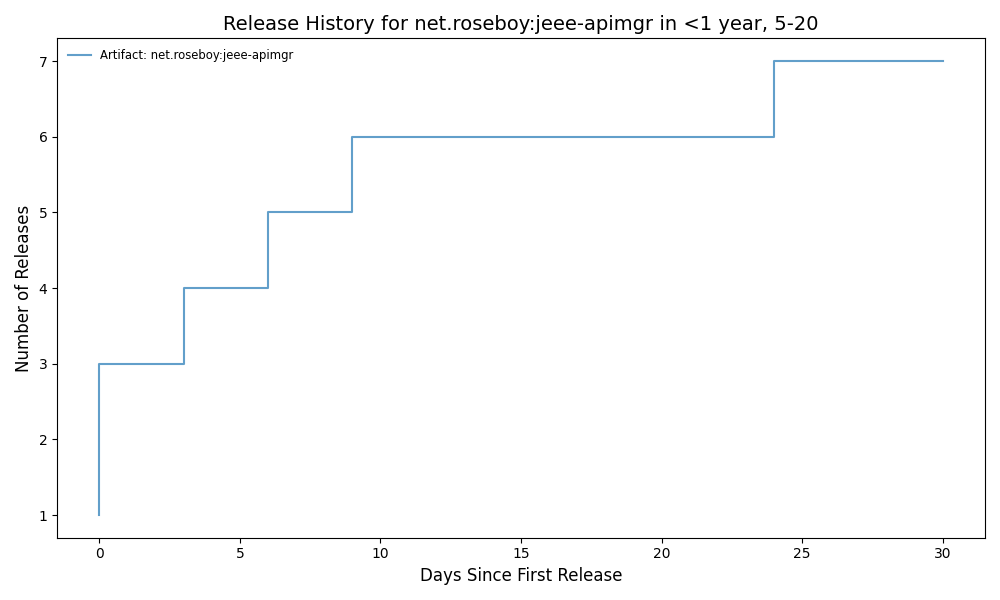 Release History for net.roseboy:jeee-apimgr in <1 year, 5-20
Artifact: net.roseboy:jeee-apimgr
Number of Releases
7
6
5
4
3
2
1
0 5 10 15 20 25 30
Days Since First Release